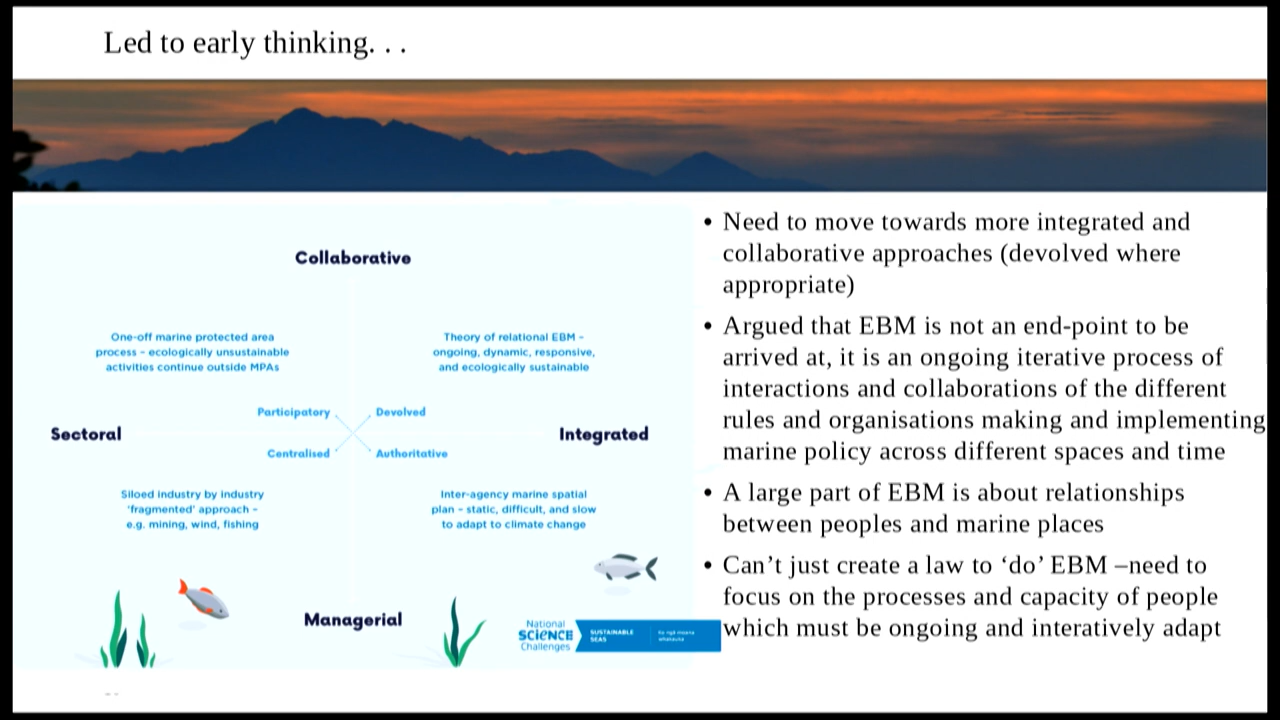 Led to early thinking. . .
Collaborative
One-off marine protected area
process – ecologically unsustainable
activities continue outside MPAs
Theory of relational EBM –
ongoing, dynamic, responsive,
and ecologically sustainable
Participatory
Devolved
Sectoral
Integrated
Centralised
Authoritative
Siloed industry by industry
'fragmented' approach –
e.g. mining, wind, fishing
Inter-agency marine spatial
plan – static, difficult, and slow
to adapt to climate change
Managerial
National
SCIENCE
Challenges
SUSTAINABLE
SEAS
• Need to move towards more integrated and
collaborative approaches (devolved where
appropriate)
• Argued that EBM is not an end-point to be
arrived at, it is an ongoing iterative process of
interactions and collaborations of the different
rules and organisations making and implementing
marine policy across different spaces and time
• A large part of EBM is about relationships
between peoples and marine places
• Can’t just create a law to ‘do’ EBM –need to
focus on the processes and capacity of people
which must be ongoing and interatively adapt